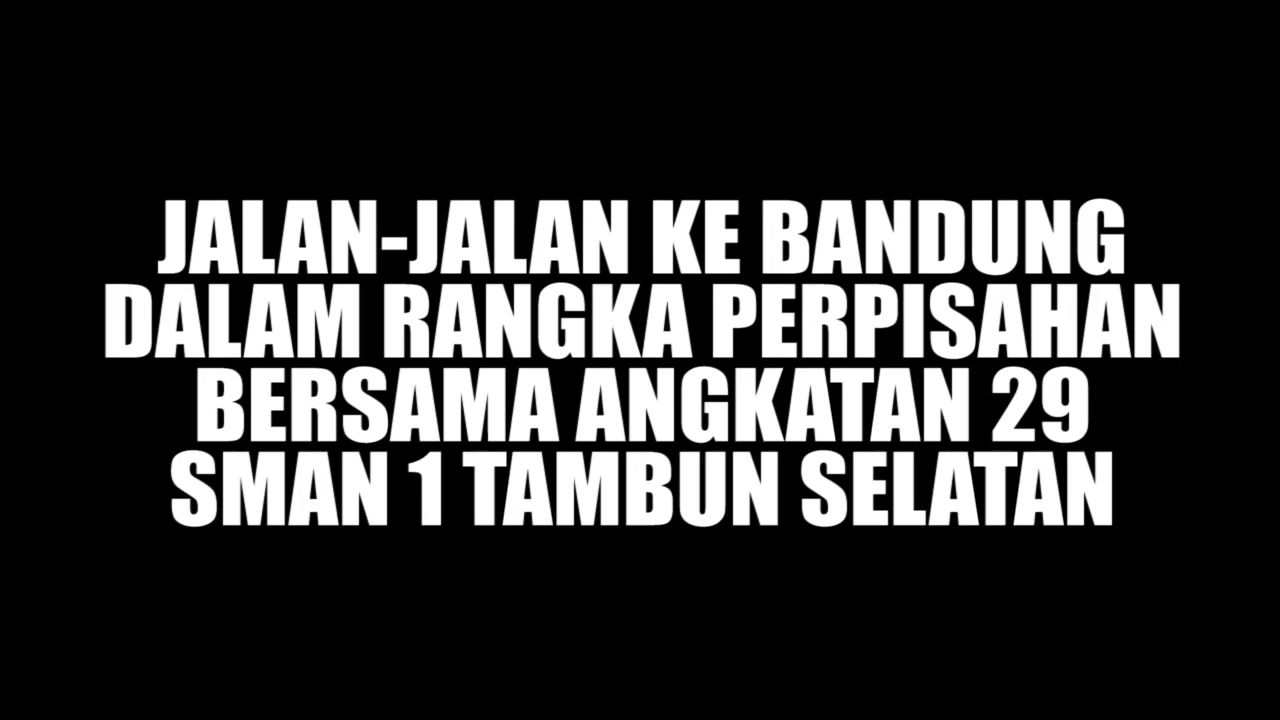 JALAN-JALAN KE BANDUNG
DALAM RANGKA PERPISAHAN
BERSAMA ANGKATAN 29
SMAN 1 TAMBUN SELATAN